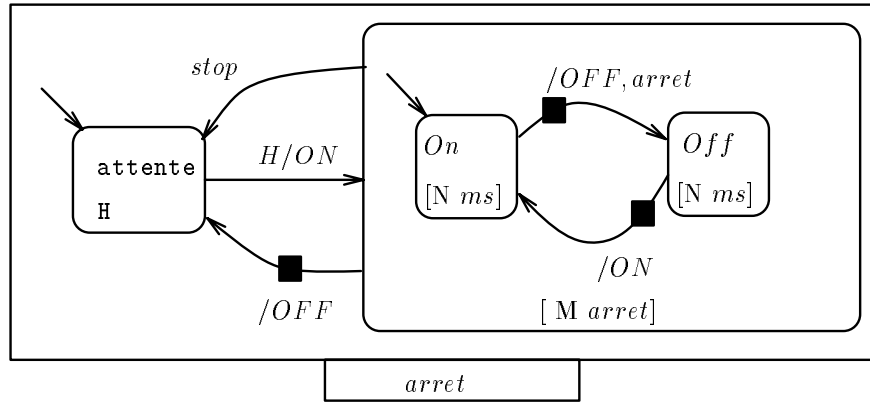 stop
/OFF, arret
On
Off
H/ON
attente
[N ms]
[N ms]
H
/ON
/OFF
[ M arret]
arret